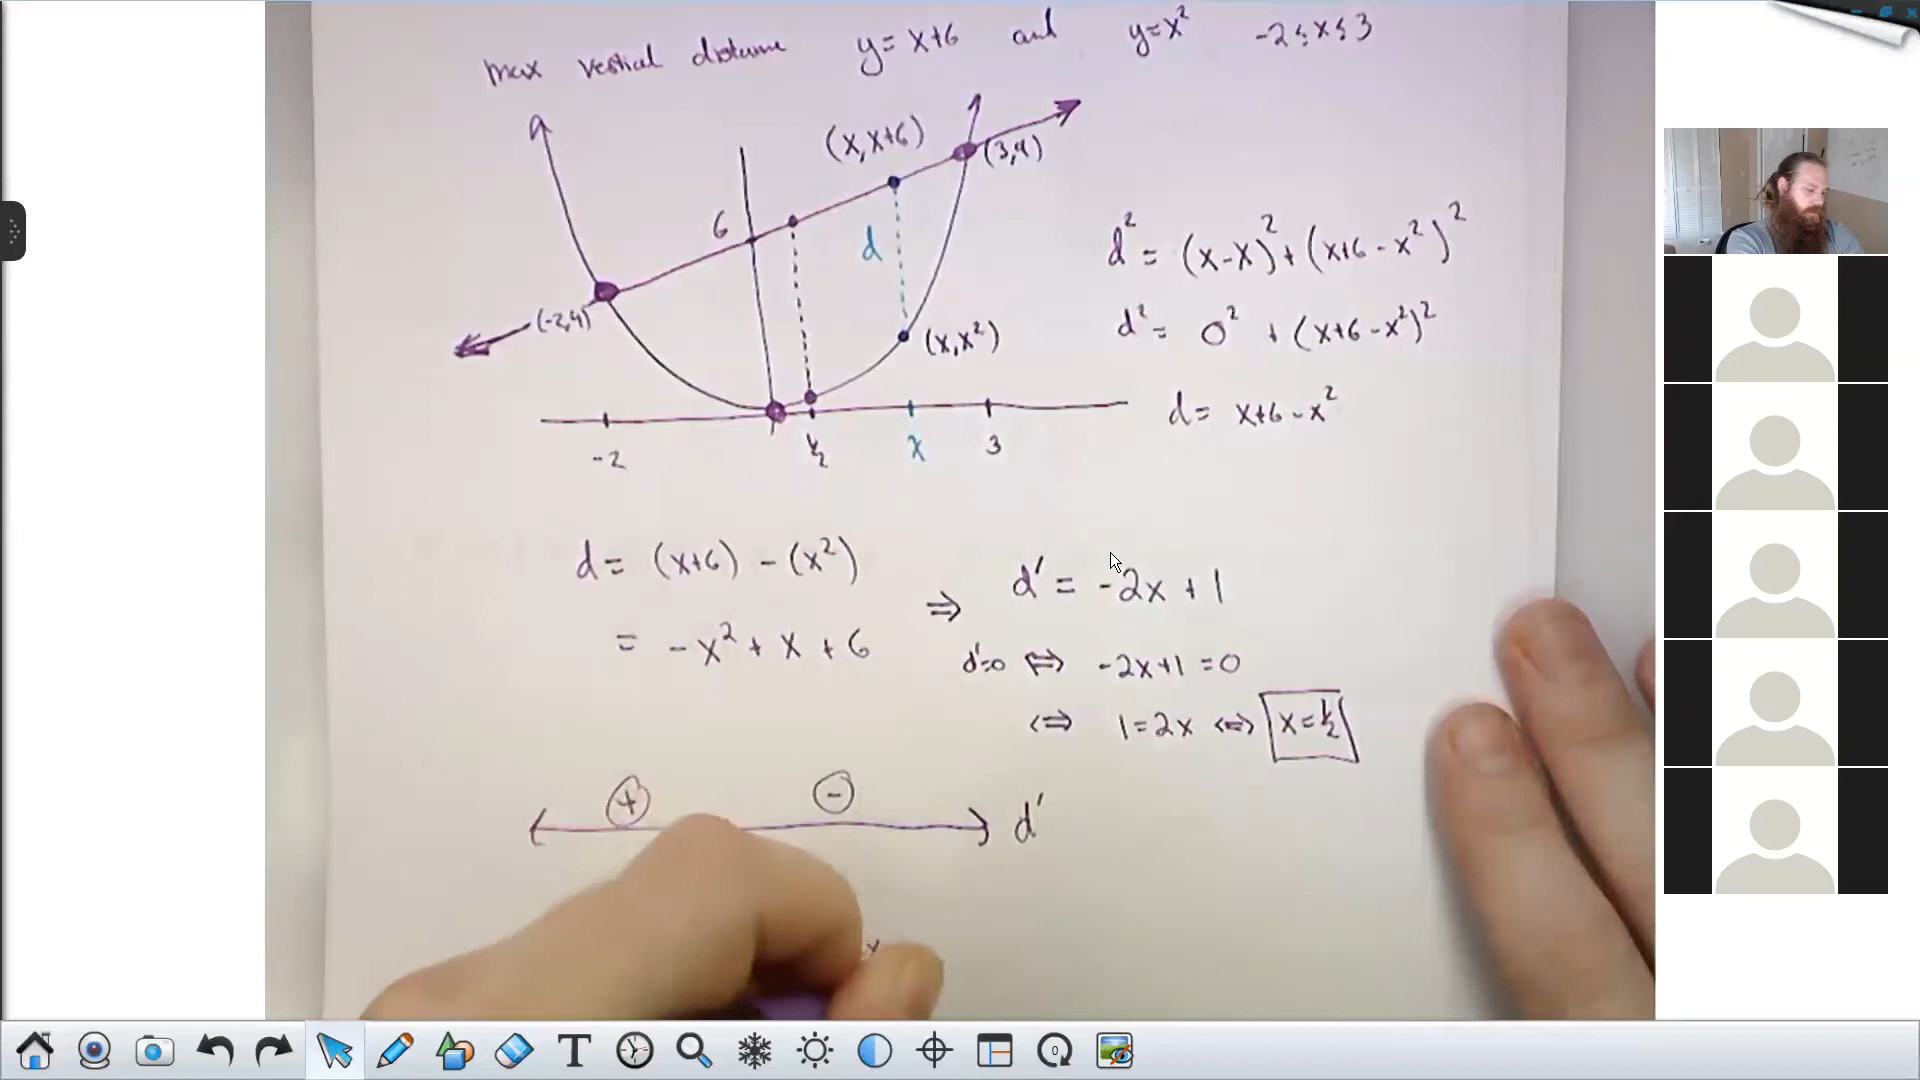 max vertical distance y=x+6 and y=x² -2≤x≤3
(x,x+6)
(3,9)
6
d
(-2,4)
(x,x²)
-2 ½ x 3
d² = (x-x)² + (x+6-x²)²
d² = 0² + (x+6-x²)²
d = x+6-x²
d = (x+6) - (x²)
= -x² + x + 6
⇒ d' = -2x + 1
d'=0 ⇔ -2x+1 =0
⇔ 1=2x ⇔ x=½
+ -
d'
T
0